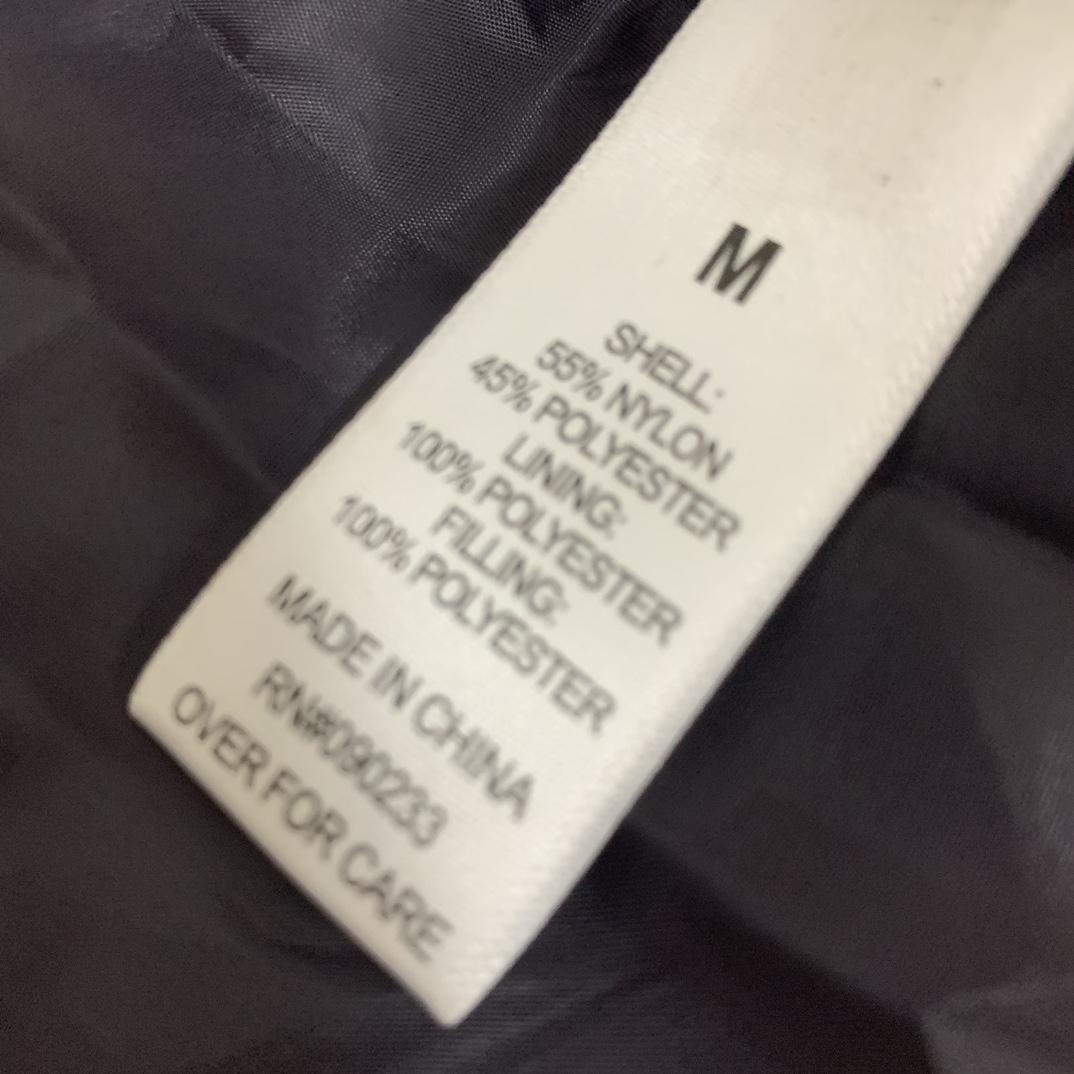 M
SHELL:
55% NYLON
45% POLYESTER
LINING:
100% POLYESTER
FILLING:
100% POLYESTER
MADE IN CHINA
RN#090233
OVER FOR CARE